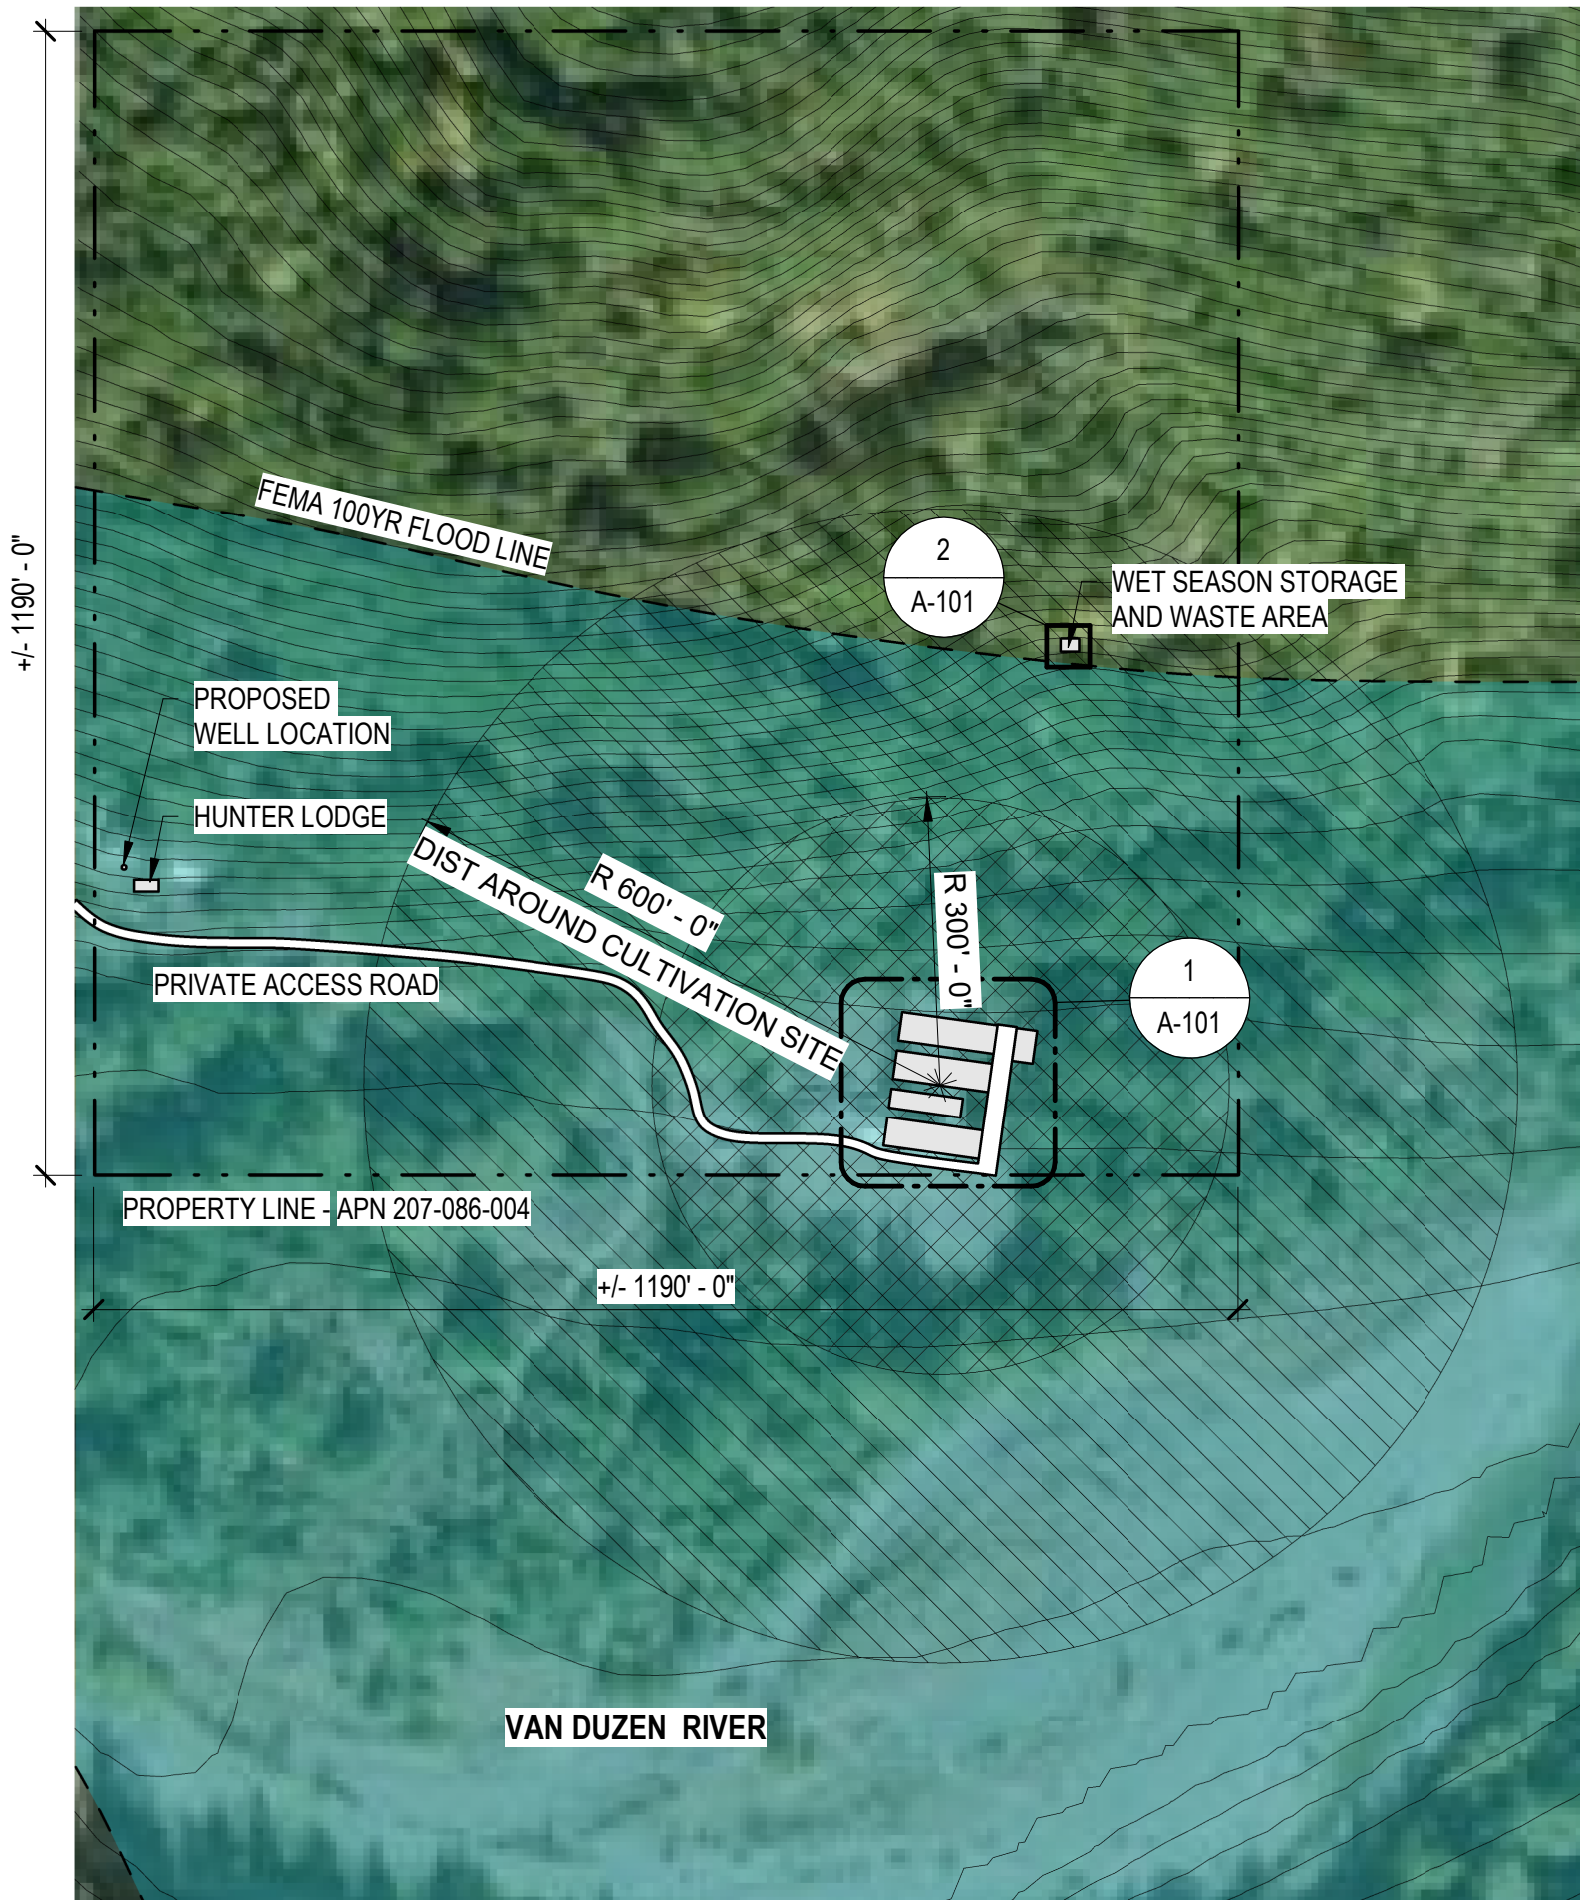 FEMA 100YR FLOOD LINE
2
A-101
WET SEASON STORAGE
AND WASTE AREA
+/- 1190' - 0"
PROPOSED
WELL LOCATION
HUNTER LODGE
R 600' - 0"
DIST AROUND CULTIVATION SITE
R 300' - 0"
PRIVATE ACCESS ROAD
1
A-101
PROPERTY LINE - APN 207-086-004
+/- 1190' - 0"
VAN DUZEN RIVER